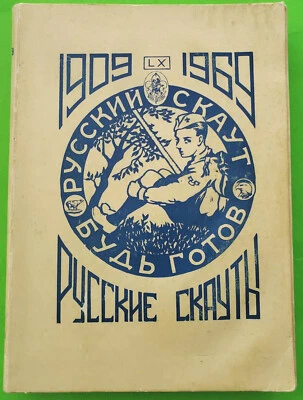 1909 LX 1969
РУССКИЙ СКАУТ
БУДЬ ГОТОВ
РУССКИЕ СКАУТЫ